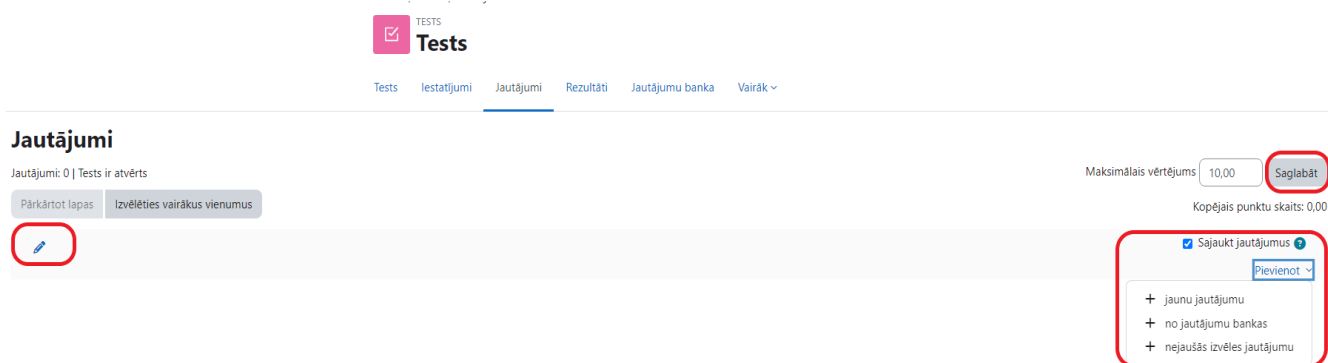 TESTS
Tests
Tests Iestatījumi Jautājumi Rezultāti Jautājumu banka Vairāk
Jautājumi
Jautājumi: 0 | Tests ir atvērts
Maksimālais vērtējums 10,00 Saglabāt
Pārkārtot lapas Izvēlēties vairākus vienumus
Kopējais punktu skaits: 0,00
Sajaukt jautājumus ?
Pievienot
+ jaunu jautājumu
+ no jautājumu bankas
+ nejaušās izvēles jautājumu